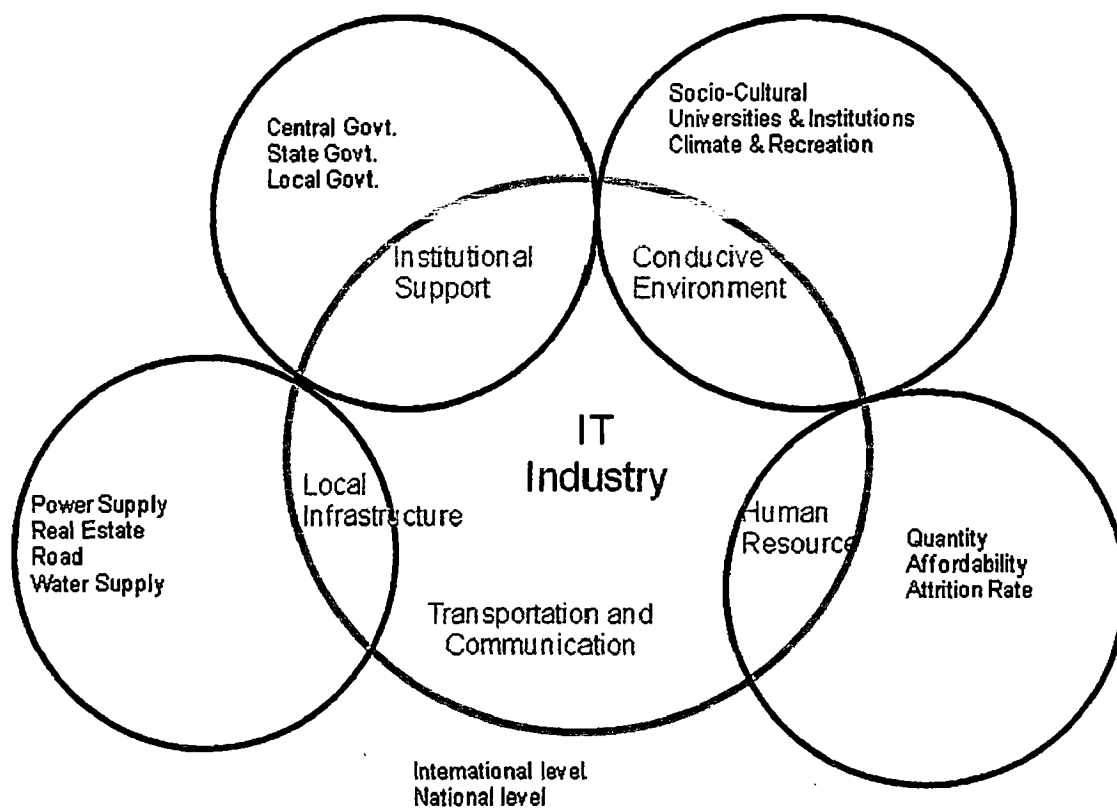 Central Govt.
State Govt.
Local Govt.
Socio-Cultural
Universities & Institutions
Climate & Recreation
Institutional
Support
Conducive
Environment
IT
Industry
Power Supply
Real Estate
Road
Water Supply
Local
Infrastructure
Human
Resource
Quantity
Affordability
Attrition Rate
Transportation and
Communication
International level
National level